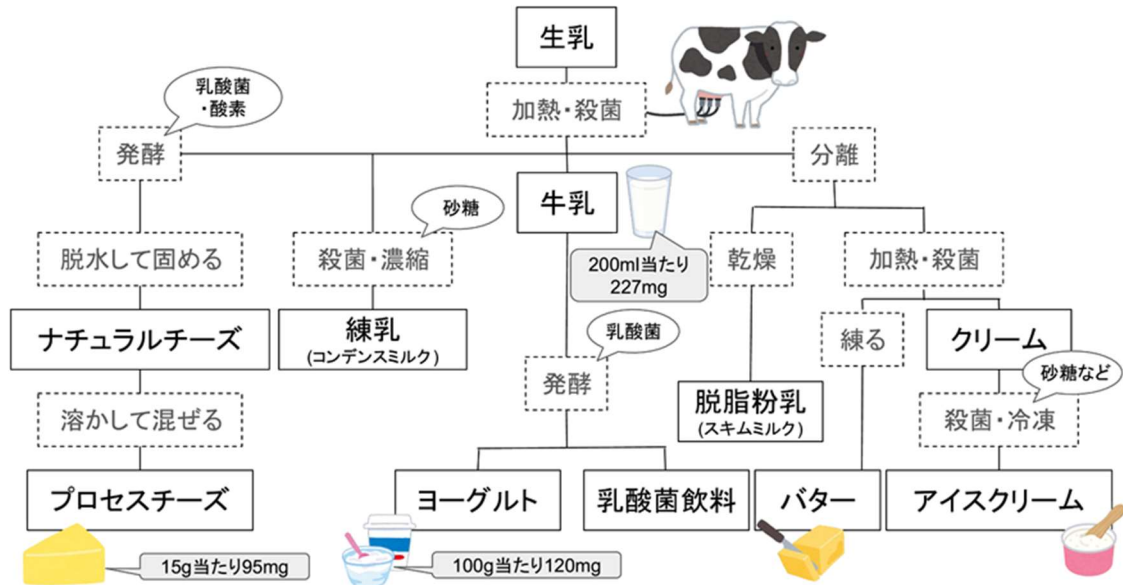 生乳
加熱・殺菌
乳酸菌
・酸素
発酵
分離
牛乳
砂糖
脱水して固める
殺菌・濃縮
200ml当たり
227mg
乾燥
加熱・殺菌
ナチュラルチーズ
練乳
(コンデンスミルク)
乳酸菌
練る
クリーム
砂糖など
発酵
溶かして混ぜる
脱脂粉乳
(スキムミルク)
殺菌・冷凍
プロセスチーズ
ヨーグルト
乳酸菌飲料
バター
アイスクリーム
15g当たり95mg
100g当たり120mg